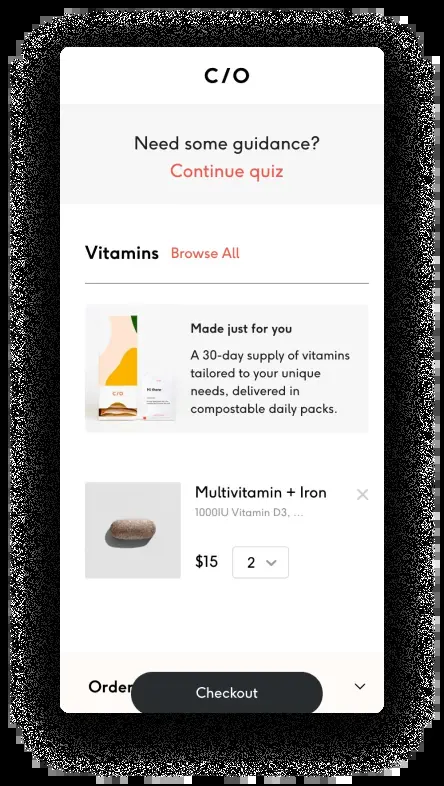 C/O
Need some guidance?
Continue quiz
Vitamins Browse All
C/O
Hi there
Made just for you
A 30-day supply of vitamins
tailored to your unique
needs, delivered in
compostable daily packs.
Multivitamin + Iron
1000IU Vitamin D3, ...
$15 2
Order
Checkout